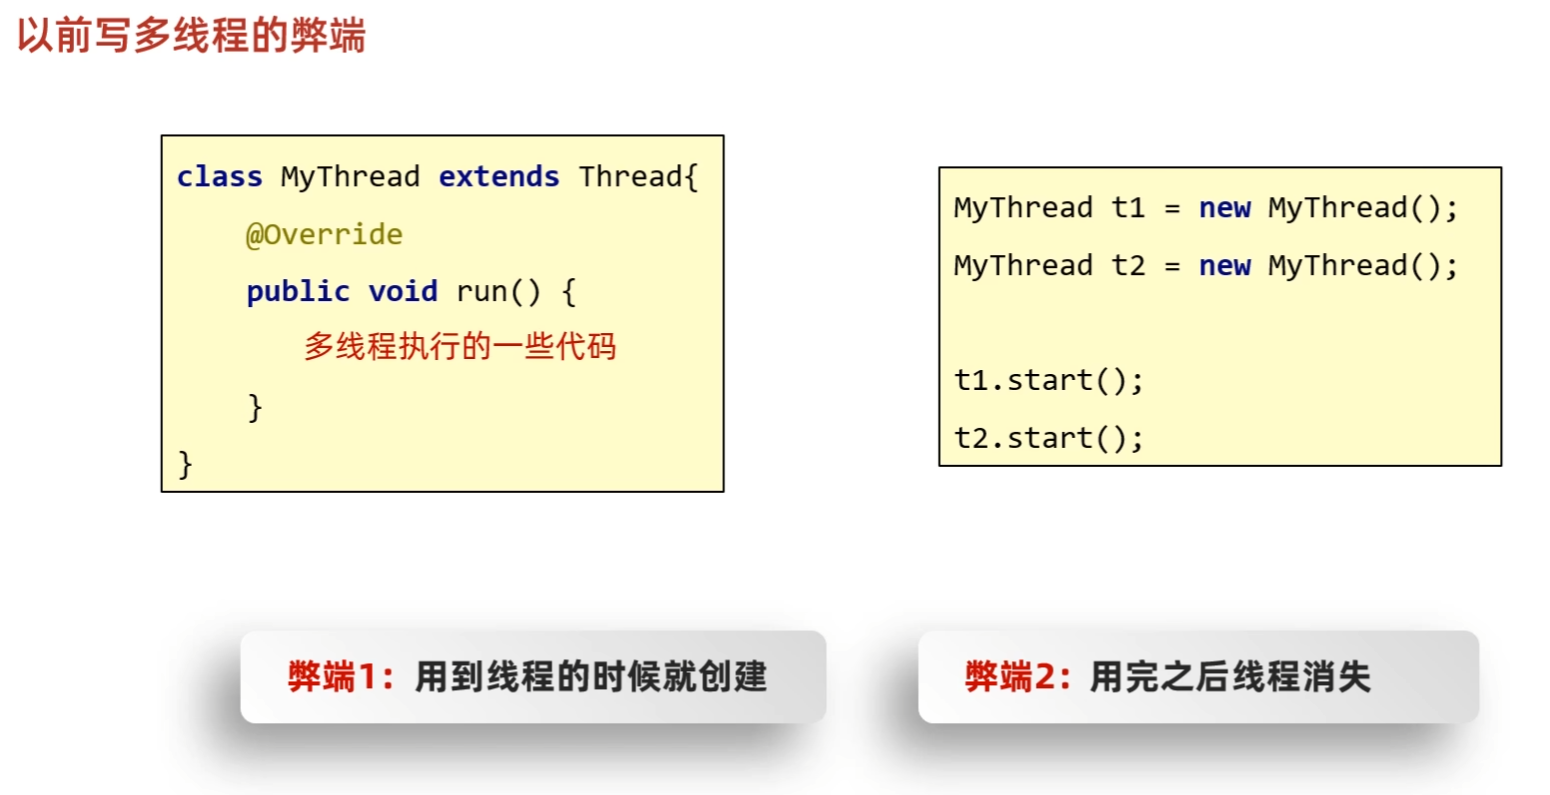 以前写多线程的弊端
class MyThread extends Thread{
@Override
public void run() {
多线程执行的一些代码
}
}
MyThread t1 = new MyThread();
MyThread t2 = new MyThread();
t1.start();
t2.start();
弊端1：用到线程的时候就创建
弊端2：用完之后线程消失